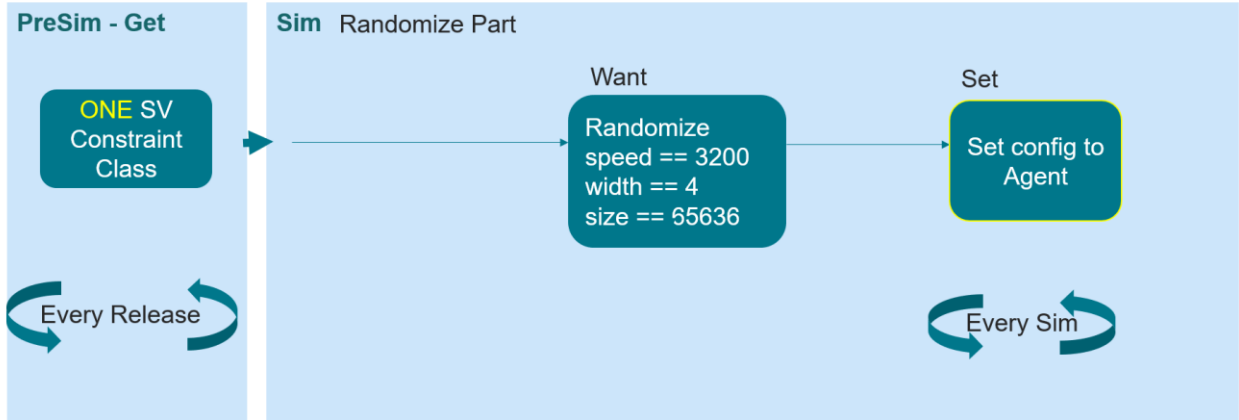 PreSim - Get
Sim Randomize Part
ONE SV
Constraint
Class
Want
Randomize
speed == 3200
width == 4
size == 65636
Set
Set config to
Agent
Every Release
Every Sim